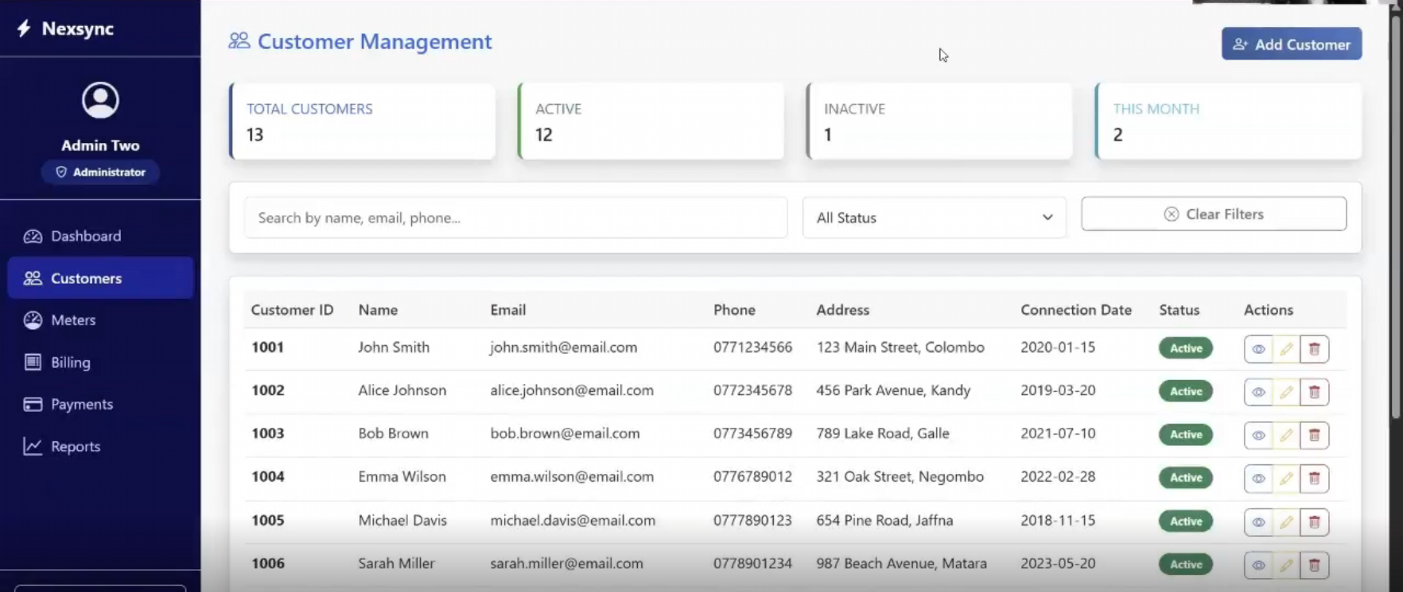 Nexsync
Admin Two
Administrator
Dashboard
Customers
Meters
Billing
Payments
Reports
Customer Management
Add Customer
TOTAL CUSTOMERS
13
ACTIVE
12
INACTIVE
1
THIS MONTH
2
Search by name, email, phone...
All Status
Clear Filters
Customer ID Name Email Phone Address Connection Date Status Actions
1001 John Smith john.smith@email.com 0771234566 123 Main Street, Colombo 2020-01-15 Active
1002 Alice Johnson alice.johnson@email.com 0772345678 456 Park Avenue, Kandy 2019-03-20 Active
1003 Bob Brown bob.brown@email.com 0773456789 789 Lake Road, Galle 2021-07-10 Active
1004 Emma Wilson emma.wilson@email.com 0776789012 321 Oak Street, Negombo 2022-02-28 Active
1005 Michael Davis michael.davis@email.com 0777890123 654 Pine Road, Jaffna 2018-11-15 Active
1006 Sarah Miller sarah.miller@email.com 0778901234 987 Beach Avenue, Matara 2023-05-20 Active